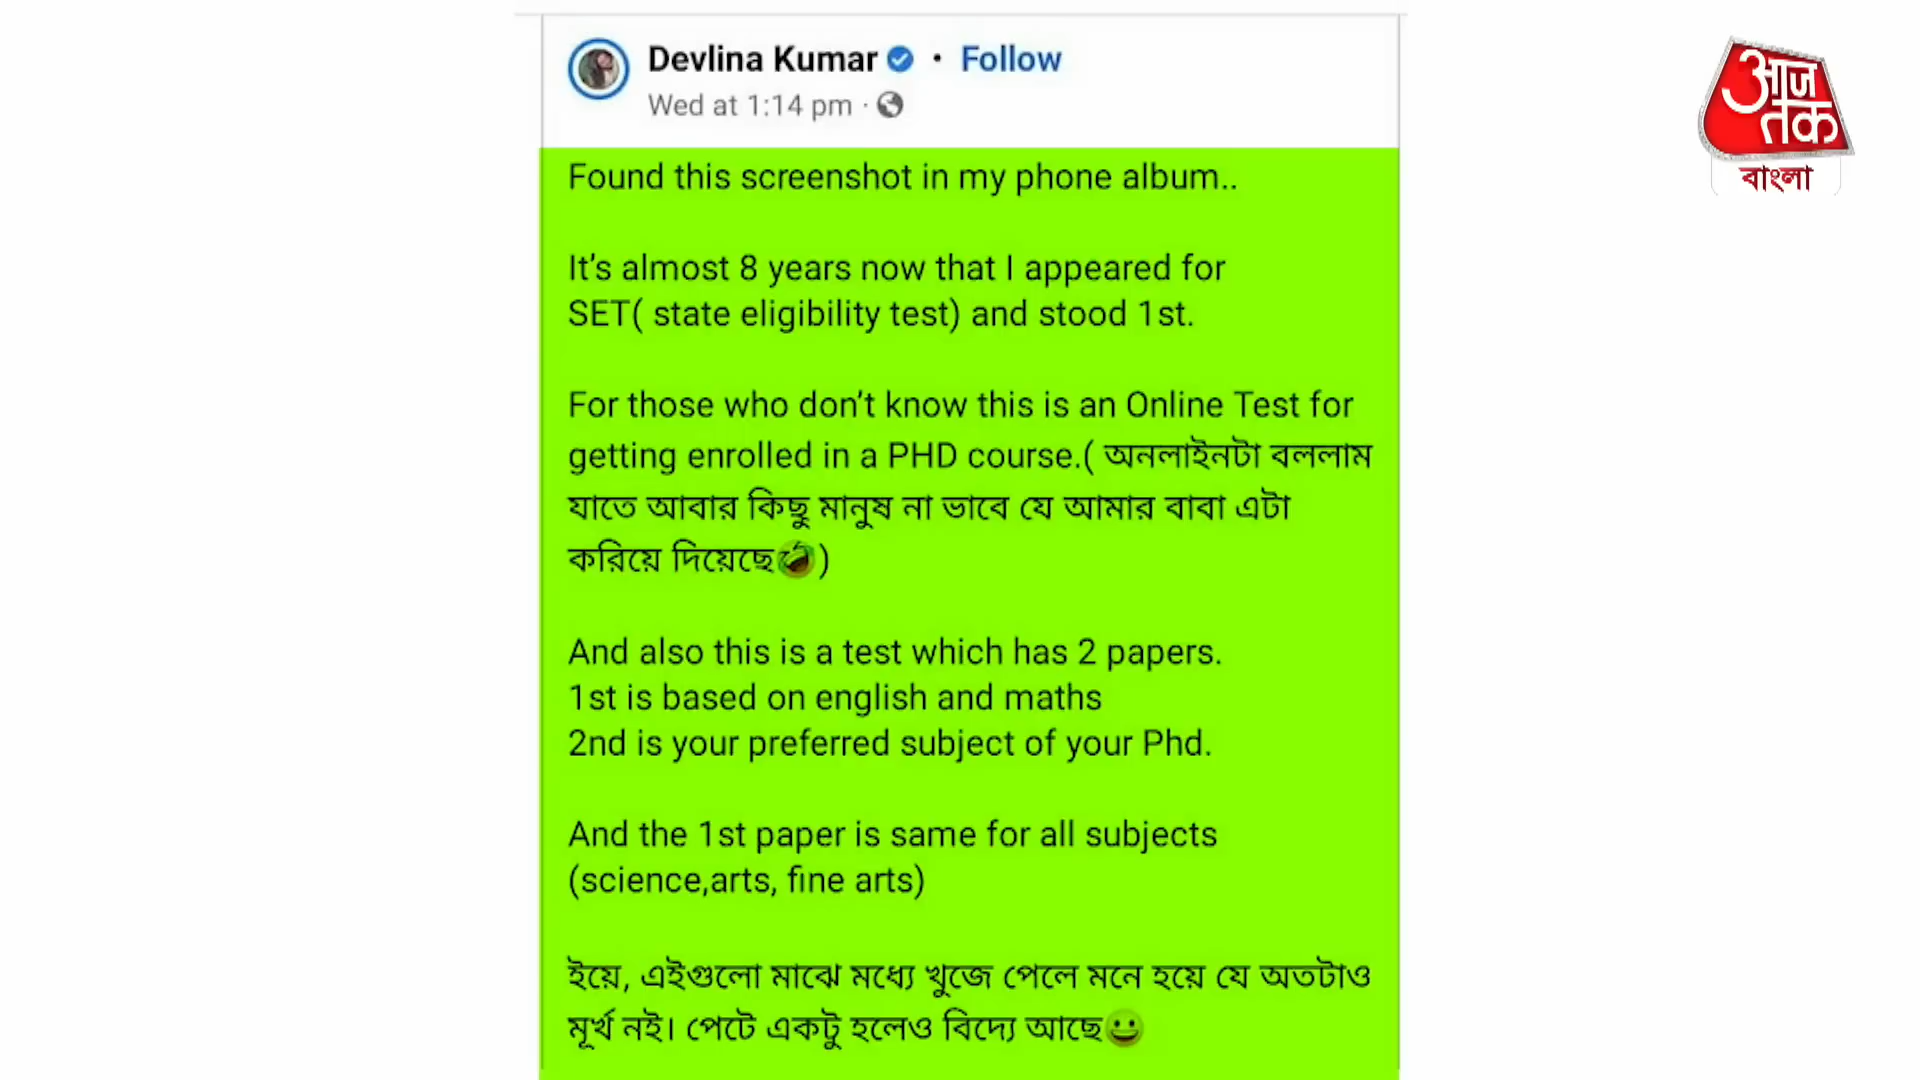 Devlina Kumar • Follow
Wed at 1:14 pm ·
Found this screenshot in my phone album..
It’s almost 8 years now that I appeared for
SET( state eligibility test) and stood 1st.
For those who don’t know this is an Online Test for
getting enrolled in a PHD course.( অনলাইনটা বললাম
যাতে আবার কিছু মানুষ না ভাবে যে আমার বাবা এটা
করিয়ে দিয়েছে🤣)
And also this is a test which has 2 papers.
1st is based on english and maths
2nd is your preferred subject of your Phd.
And the 1st paper is same for all subjects
(science,arts, fine arts)
ইয়ে, এইগুলো মাঝে মধ্যে খুজে পেলে মনে হয়ে যে অতটাও
মূর্খ নই। পেটে একটু হলেও বিদ্যে আছে😀
आज
तक
বাংলা